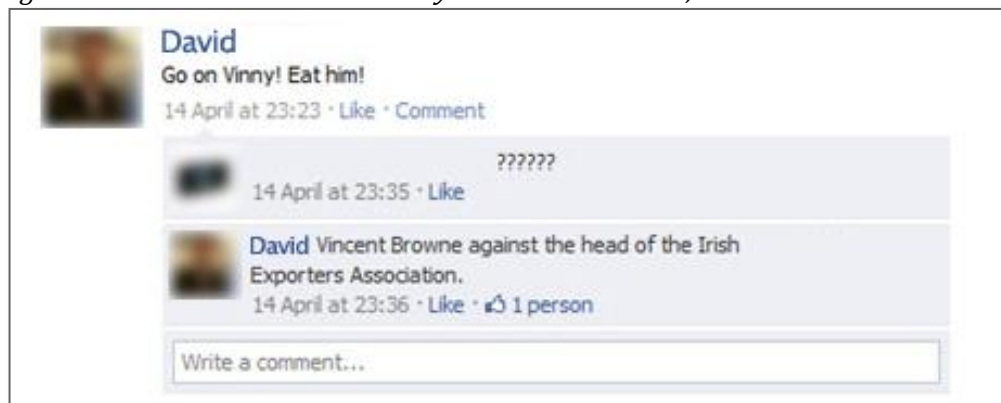 David
Go on Vinny! Eat him!
14 April at 23:23 · Like · Comment
??????
14 April at 23:35 · Like
David Vincent Browne against the head of the Irish
Exporters Association.
14 April at 23:36 · Like · 1 person
Write a comment...